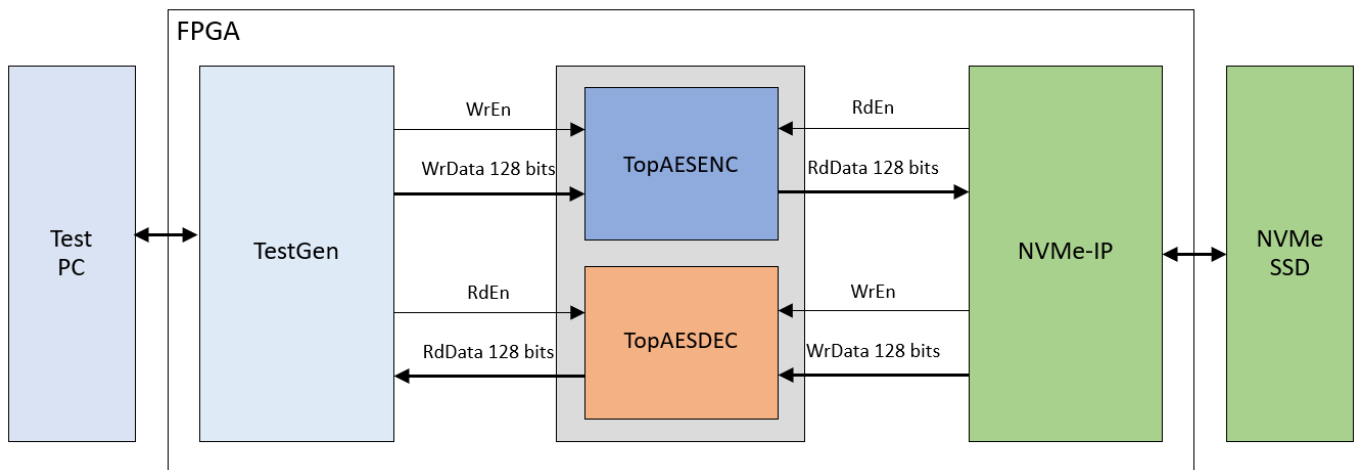 FPGA
Test
PC
TestGen
WrEn
WrData 128 bits
RdEn
RdData 128 bits
TopAESENC
TopAESDEC
RdEn
RdData 128 bits
WrEn
WrData 128 bits
NVMe-IP
NVMe
SSD